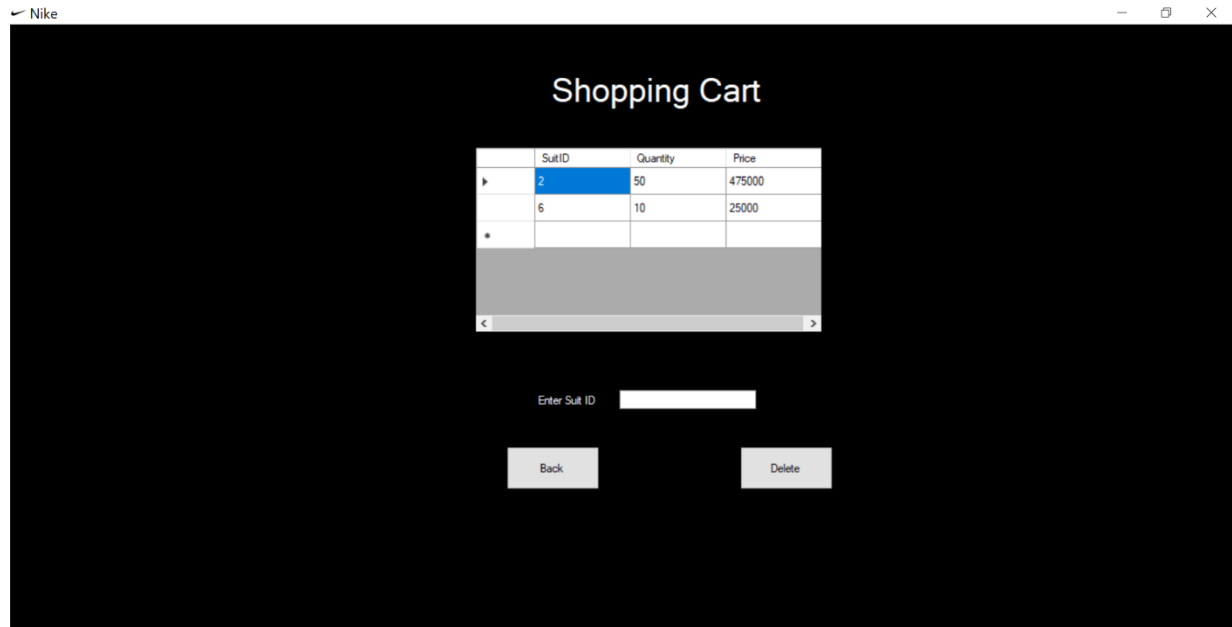 Nike
Shopping Cart
SuitID Quantity Price
2 50 475000
6 10 25000
Enter Suit ID
Back Delete